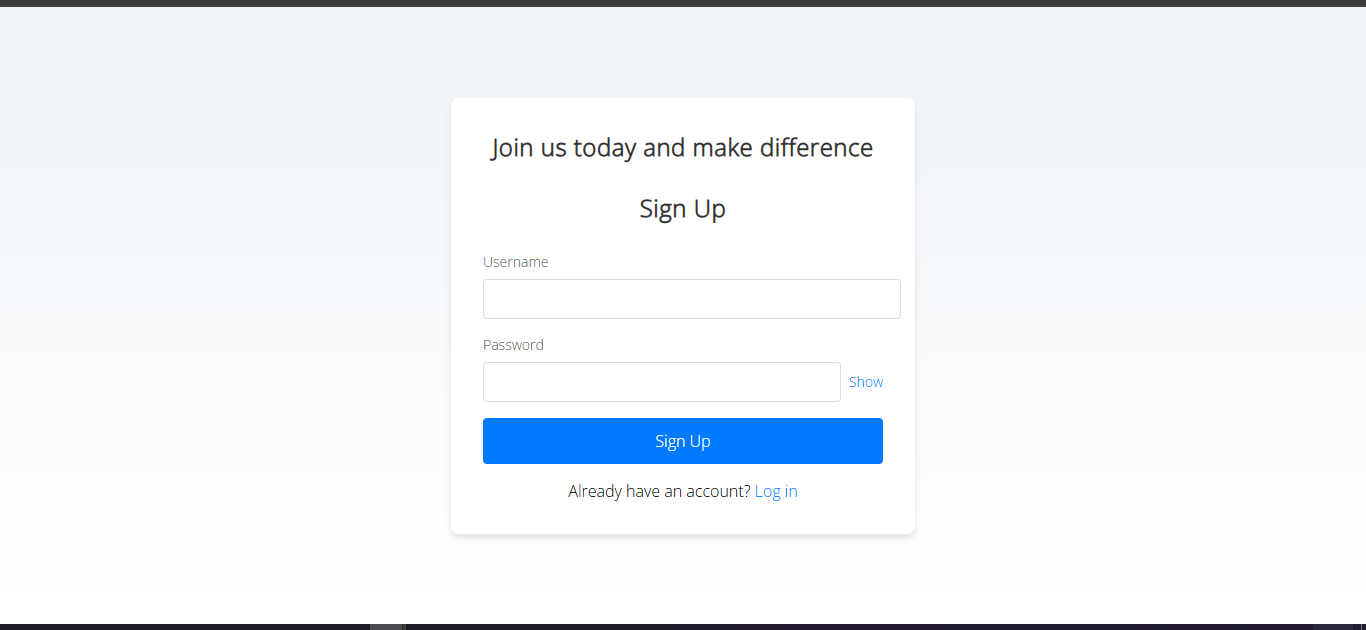 Join us today and make difference
Sign Up
Username
Password
Show
Sign Up
Already have an account? Log in